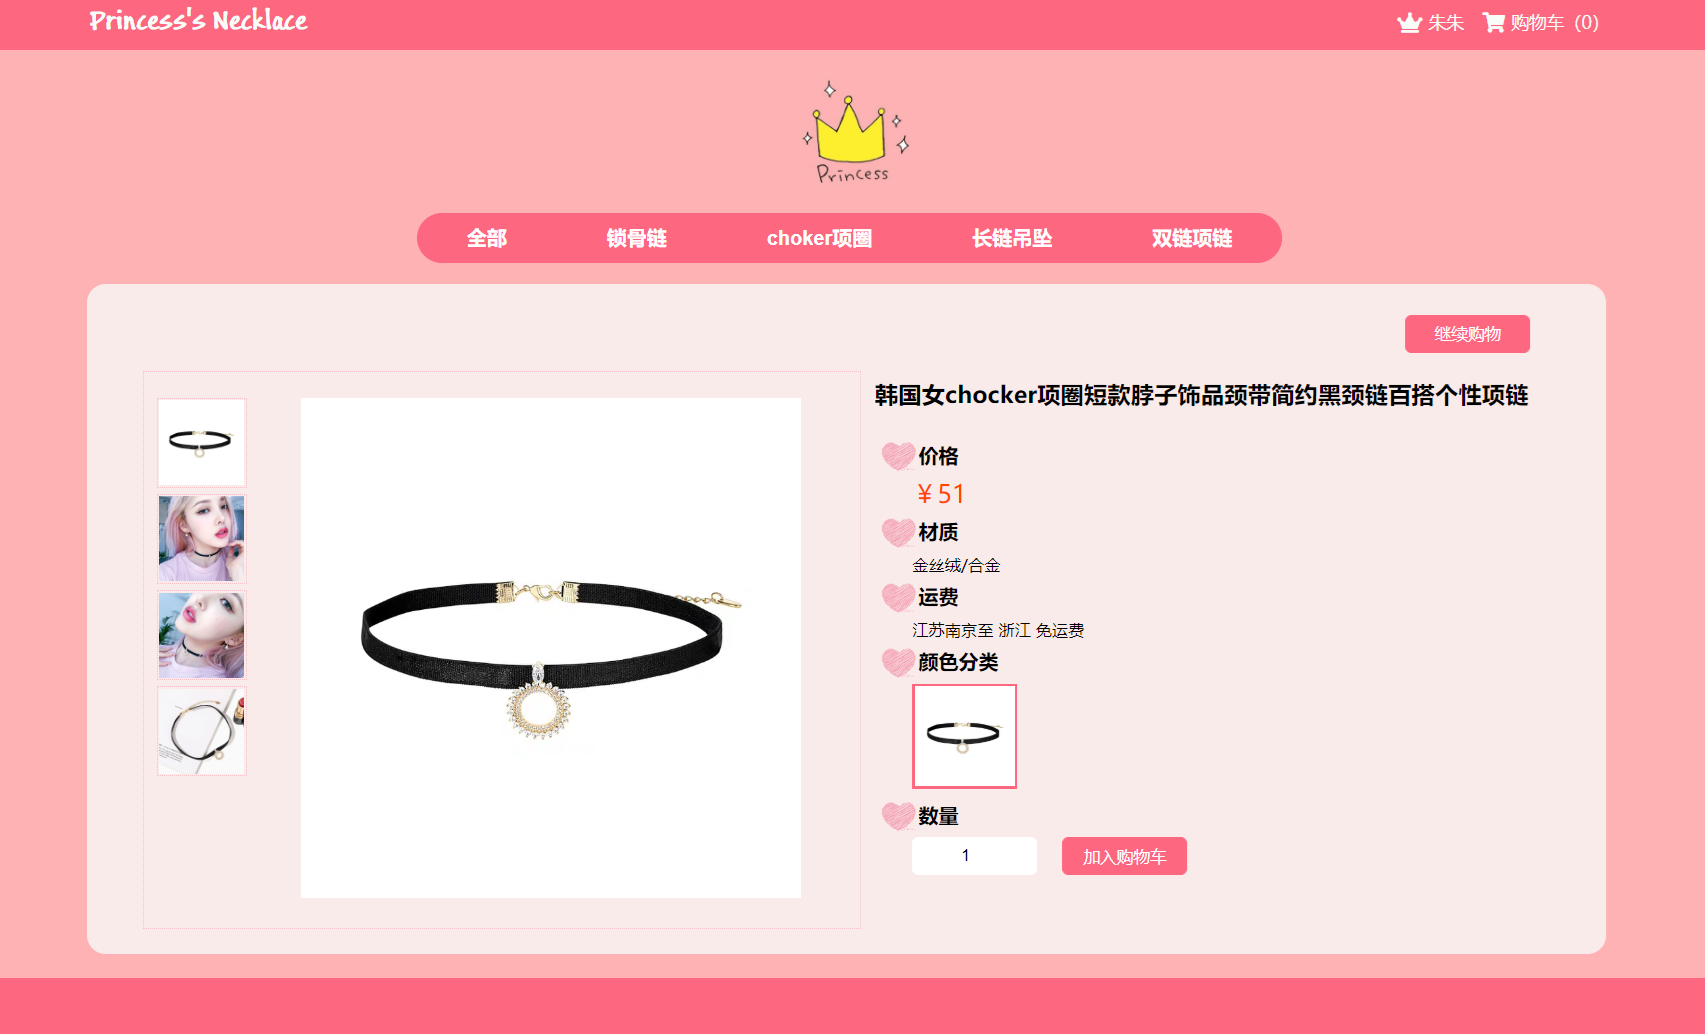 Princess's Necklace
朱朱
购物车（0）
Princess
全部
锁骨链
choker项圈
长链吊坠
双链项链
继续购物
韩国女chocker项圈短款脖子饰品颈带简约黑颈链百搭个性项链
价格
¥ 51
材质
金丝绒/合金
运费
江苏南京至 浙江 免运费
颜色分类
数量
1
加入购物车